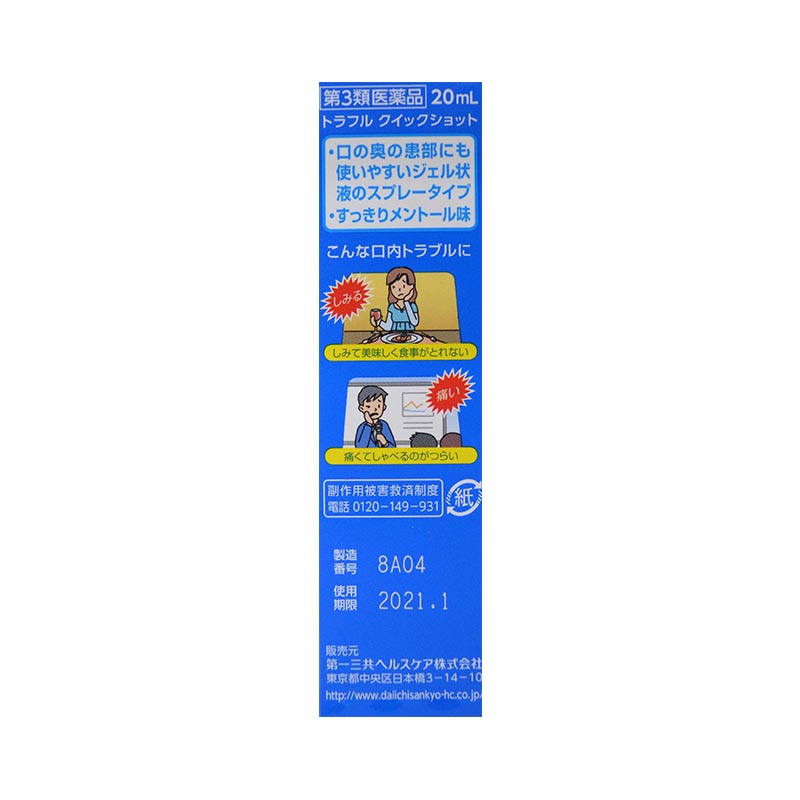 第3類医薬品 20mL
トラフル クイックショット
・口の奥の患部にも
使いやすいジェル状
液のスプレータイプ
・すっきりメントール味
こんな口内トラブルに
しみる
しみて美味しく食事がとれない
痛い
痛くてしゃべるのがつらい
副作用被害救済制度
電話 0120-149-931
紙
製造
番号 8A04
使用
期限 2021.1
販売元
第一三共ヘルスケア株式会社
東京都中央区日本橋3-14-10
http://www.daiichisankyo-hc.co.jp/